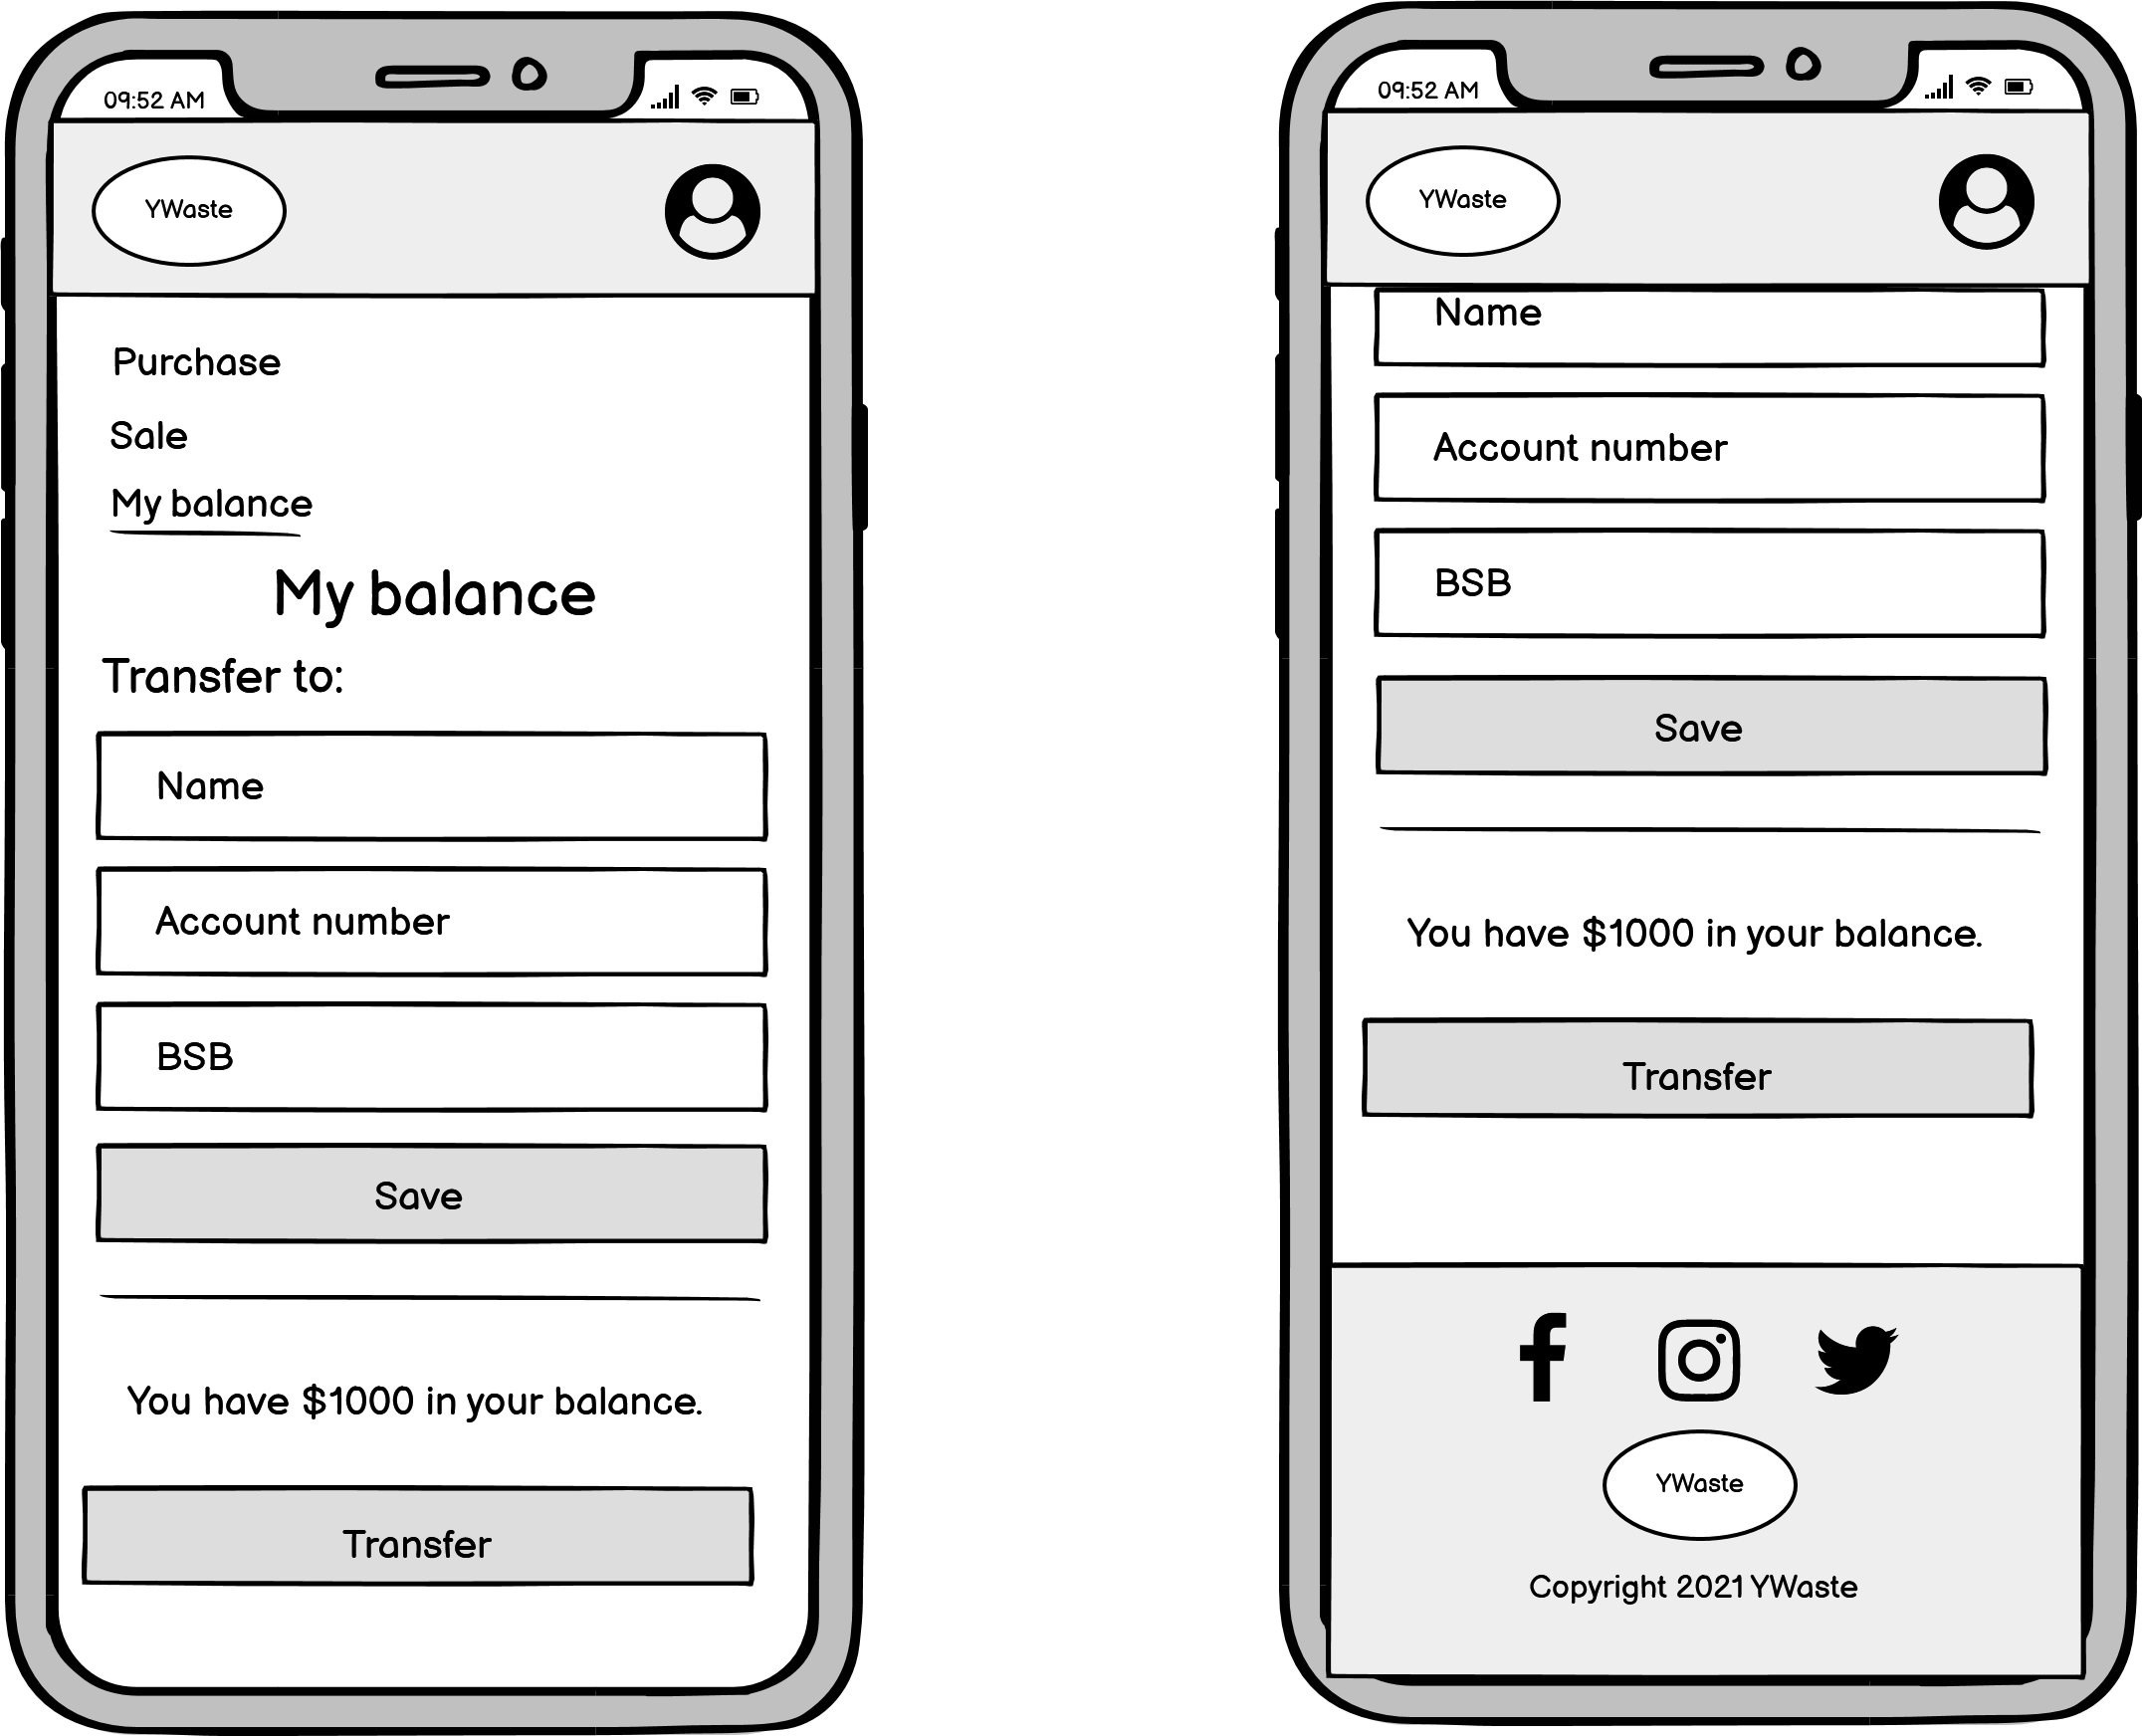 09:52 AM
YWaste
Purchase
Sale
My balance
My balance
Transfer to:
Name
Account number
BSB
Save
You have $1000 in your balance.
Transfer
09:52 AM
YWaste
Name
Account number
BSB
Save
You have $1000 in your balance.
Transfer
YWaste
Copyright 2021 YWaste